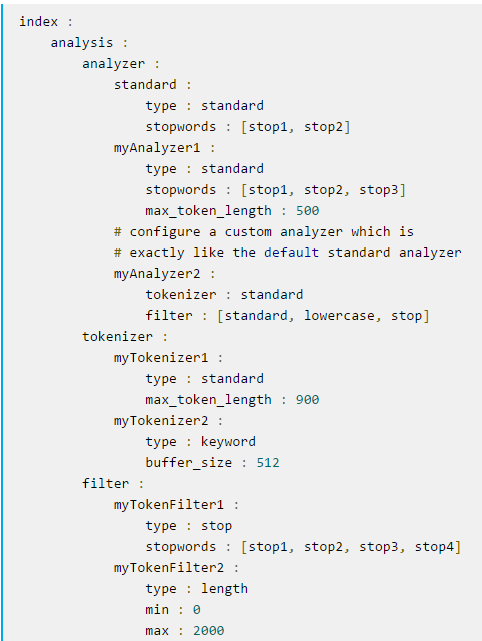 index :
    analysis :
        analyzer :
            standard :
                type : standard
                stopwords : [stop1, stop2]
            myAnalyzer1 :
                type : standard
                stopwords : [stop1, stop2, stop3]
                max_token_length : 500
            # configure a custom analyzer which is
            # exactly like the default standard analyzer
            myAnalyzer2 :
                tokenizer : standard
                filter : [standard, lowercase, stop]
        tokenizer :
            myTokenizer1 :
                type : standard
                max_token_length : 900
            myTokenizer2 :
                type : keyword
                buffer_size : 512
        filter :
            myTokenFilter1 :
                type : stop
                stopwords : [stop1, stop2, stop3, stop4]
            myTokenFilter2 :
                type : length
                min : 0
                max : 2000